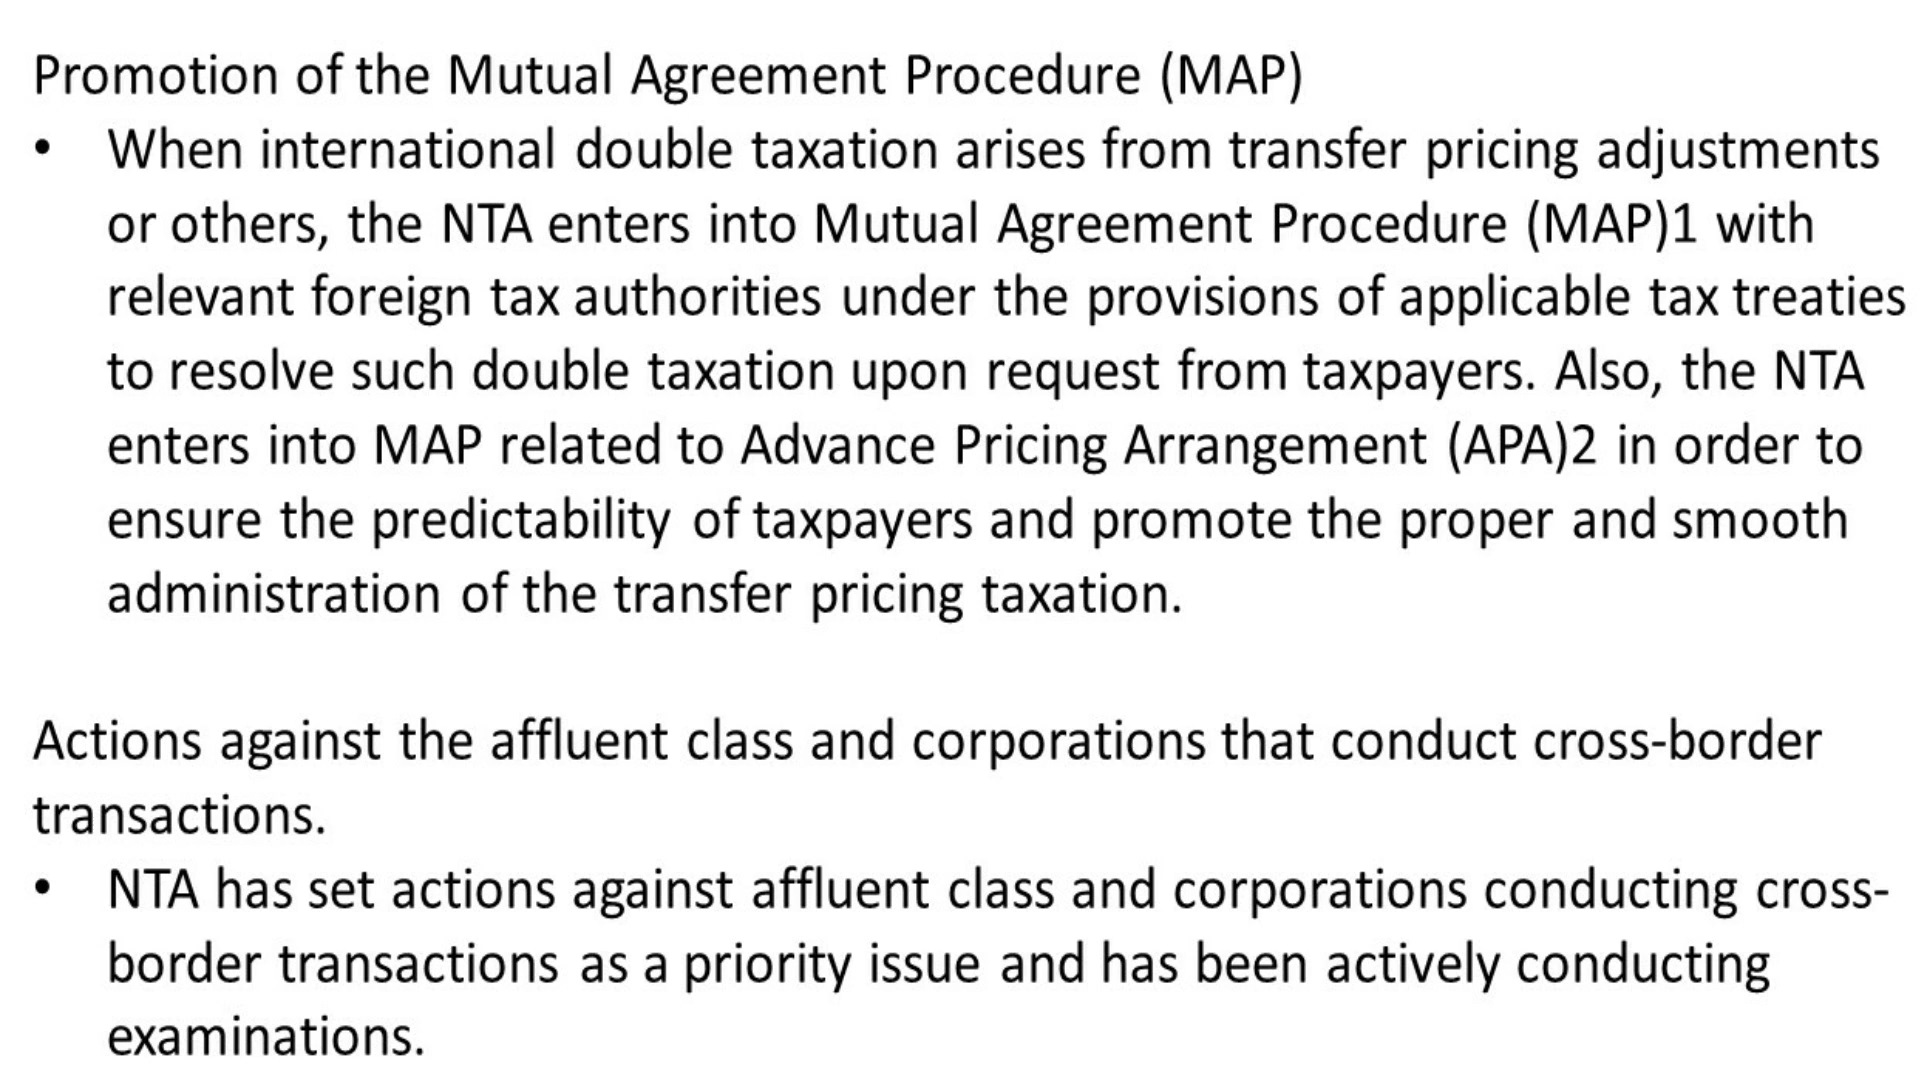 Promotion of the Mutual Agreement Procedure (MAP)
• When international double taxation arises from transfer pricing adjustments
or others, the NTA enters into Mutual Agreement Procedure (MAP)1 with
relevant foreign tax authorities under the provisions of applicable tax treaties
to resolve such double taxation upon request from taxpayers. Also, the NTA
enters into MAP related to Advance Pricing Arrangement (APA)2 in order to
ensure the predictability of taxpayers and promote the proper and smooth
administration of the transfer pricing taxation.
Actions against the affluent class and corporations that conduct cross-border
transactions.
• NTA has set actions against affluent class and corporations conducting cross-
border transactions as a priority issue and has been actively conducting
examinations.